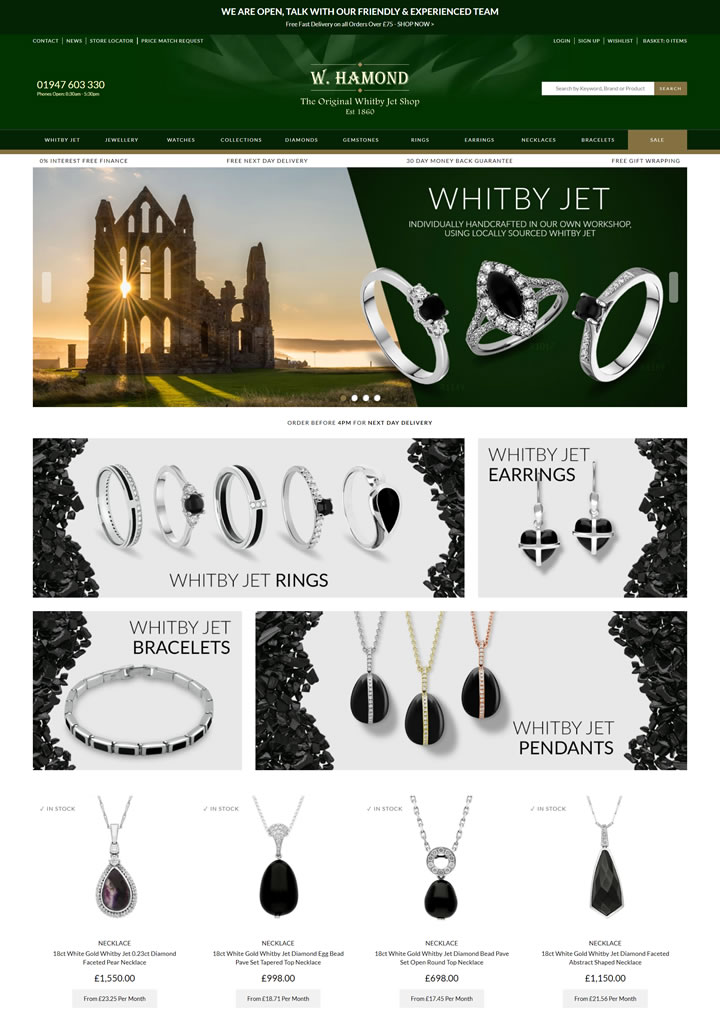 WE ARE OPEN, TALK WITH OUR FRIENDLY & EXPERIENCED TEAM
Free Fast Delivery on all Orders Over £75 - SHOP NOW >
CONTACT | NEWS | STORE LOCATOR | PRICE MATCH REQUEST
LOGIN | SIGN UP | WISHLIST | BASKET: 0 ITEMS
W. HAMOND
The Original Whitby Jet Shop
Est 1860
01947 603 330
Phones Open: 8:30am - 5:30pm
Search by Keyword, Brand or Product
SEARCH
WHITBY JET
JEWELLERY
WATCHES
COLLECTIONS
DIAMONDS
GEMSTONES
RINGS
EARRINGS
NECKLACES
BRACELETS
SALE
0% INTEREST FREE FINANCE
FREE NEXT DAY DELIVERY
30 DAY MONEY BACK GUARANTEE
FREE GIFT WRAPPING
WHITBY JET
INDIVIDUALLY HANDCRAFTED IN OUR OWN WORKSHOP,
USING LOCALLY SOURCED WHITBY JET
ORDER BEFORE 4PM FOR NEXT DAY DELIVERY
WHITBY JET RINGS
WHITBY JET
EARRINGS
WHITBY JET
BRACELETS
WHITBY JET
PENDANTS
✓ IN STOCK
NECKLACE
18ct White Gold Whitby Jet 0.23ct Diamond
Faceted Pear Necklace
£1,550.00
From £23.25 Per Month
✓ IN STOCK
NECKLACE
18ct White Gold Whitby Jet Diamond Egg Bead
Pave Set Tapered Top Necklace
£998.00
From £18.71 Per Month
✓ IN STOCK
NECKLACE
18ct White Gold Whitby Jet Diamond Bead Pave
Set Open Round Top Necklace
£698.00
From £17.45 Per Month
✓ IN STOCK
NECKLACE
18ct White Gold Whitby Jet Diamond Faceted
Abstract Shaped Necklace
£1,150.00
From £21.56 Per Month